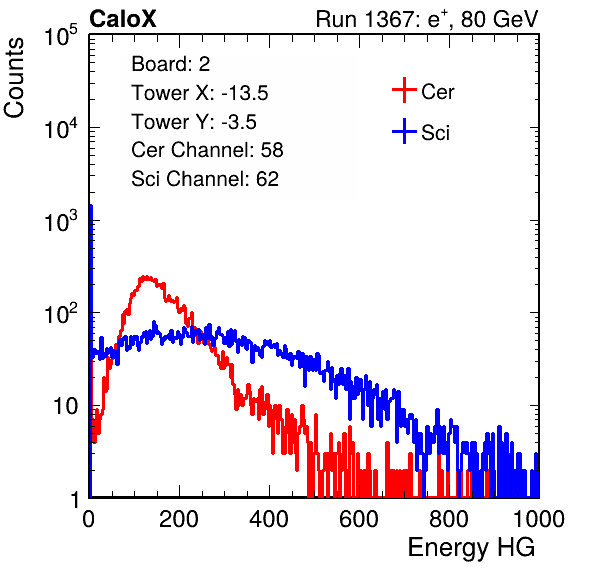 CaloX Run 1367: e⁺, 80 GeV
Counts
10⁵
10⁴
10³
10²
10
1
Board: 2
Tower X: -13.5
Tower Y: -3.5
Cer Channel: 58
Sci Channel: 62
Cer
Sci
0 200 400 600 800 1000
Energy HG